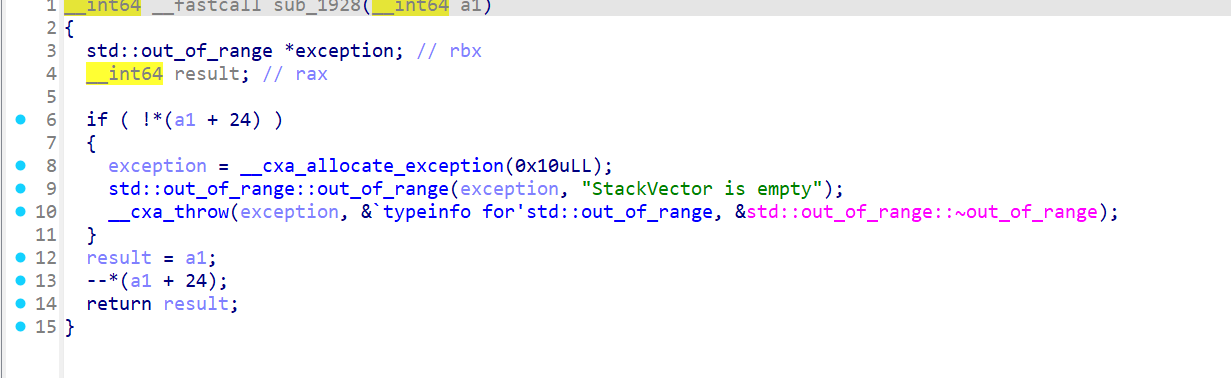 1 __int64 __fastcall sub_1928(__int64 a1)
2 {
3 std::out_of_range *exception; // rbx
4 __int64 result; // rax
5
6 if ( !*(a1 + 24) )
7 {
8 exception = __cxa_allocate_exception(0x10uLL);
9 std::out_of_range::out_of_range(exception, "StackVector is empty");
10 __cxa_throw(exception, &`typeinfo for'std::out_of_range, &std::out_of_range::~out_of_range);
11 }
12 result = a1;
13 --*(a1 + 24);
14 return result;
15 }